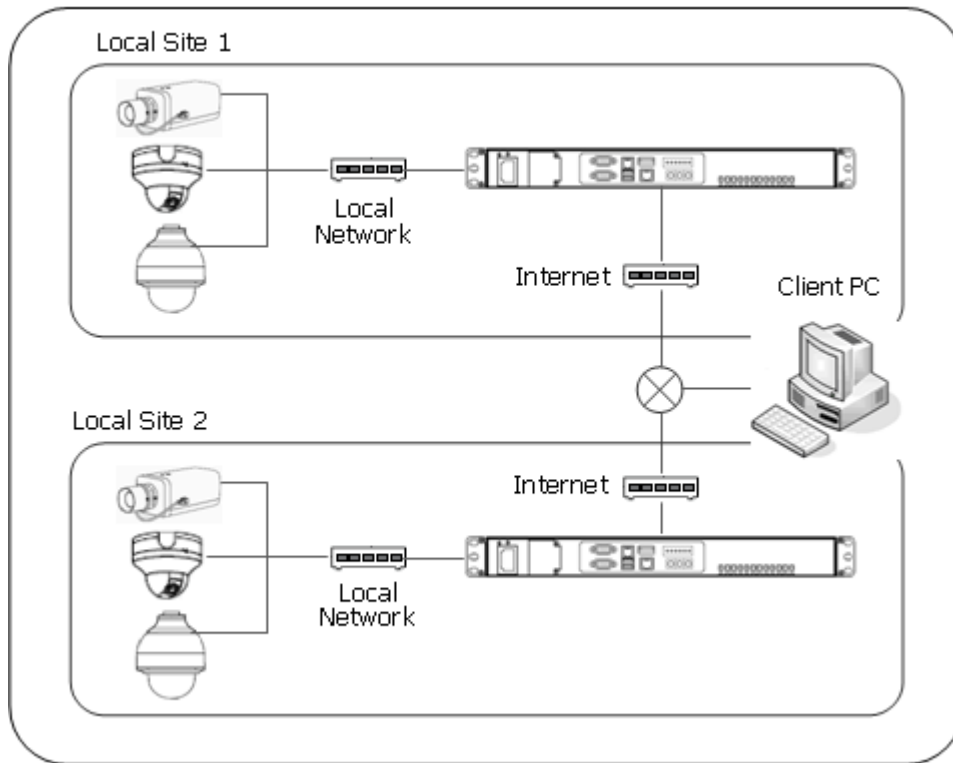 Local Site 1
Local
Network
Internet
Client PC
Local Site 2
Internet
Local
Network